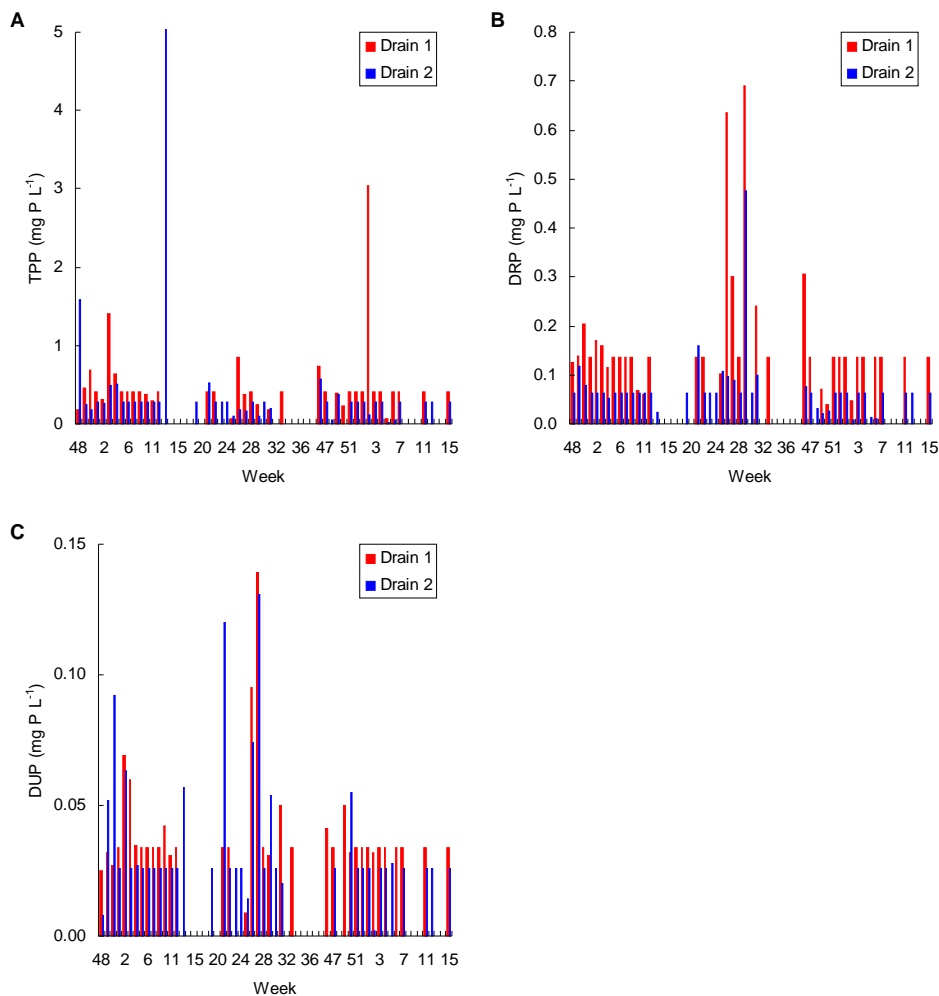 A
TPP (mg P L-1)
5
4
3
2
1
0
Drain 1
Drain 2
48 2 6 11 15 20 24 28 32 36 47 51 3 7 11 15
Week
B
DRP (mg P L-1)
0.8
0.7
0.6
0.5
0.4
0.3
0.2
0.1
0.0
Drain 1
Drain 2
48 2 6 11 15 20 24 28 32 36 47 51 3 7 11 15
Week
C
DUP (mg P L-1)
0.15
0.10
0.05
0.00
Drain 1
Drain 2
48 2 6 11 15 20 24 28 32 36 47 51 3 7 11 15
Week